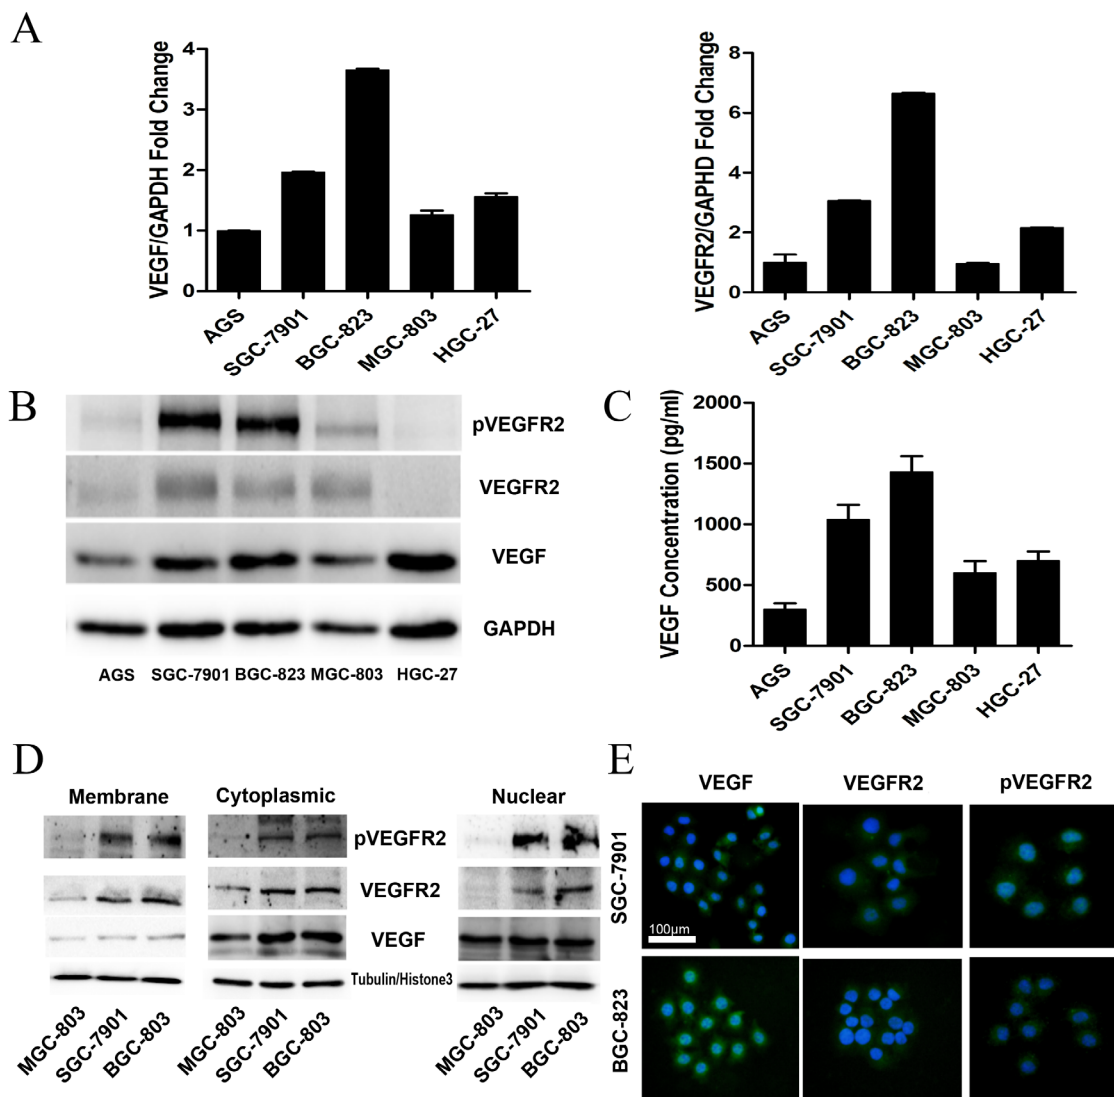 A
VEGF/GAPDH Fold Change
4
3
2
1
0
AGS
SGC-7901
BGC-823
MGC-803
HGC-27
VEGFR2/GAPHD Fold Change
8
6
4
2
0
AGS
SGC-7901
BGC-823
MGC-803
HGC-27
B
pVEGFR2
VEGFR2
VEGF
GAPDH
AGS SGC-7901 BGC-823 MGC-803 HGC-27
C
VEGF Concentration (pg/ml)
2000
1500
1000
500
0
AGS
SGC-7901
BGC-823
MGC-803
HGC-27
D
Membrane Cytoplasmic Nuclear
pVEGFR2
VEGFR2
VEGF
Tubulin/Histone3
MGC-803
SGC-7901
BGC-803
MGC-803
SGC-7901
BGC-803
MGC-803
SGC-7901
BGC-803
E
VEGF VEGFR2 pVEGFR2
SGC-7901
100μm
BGC-823